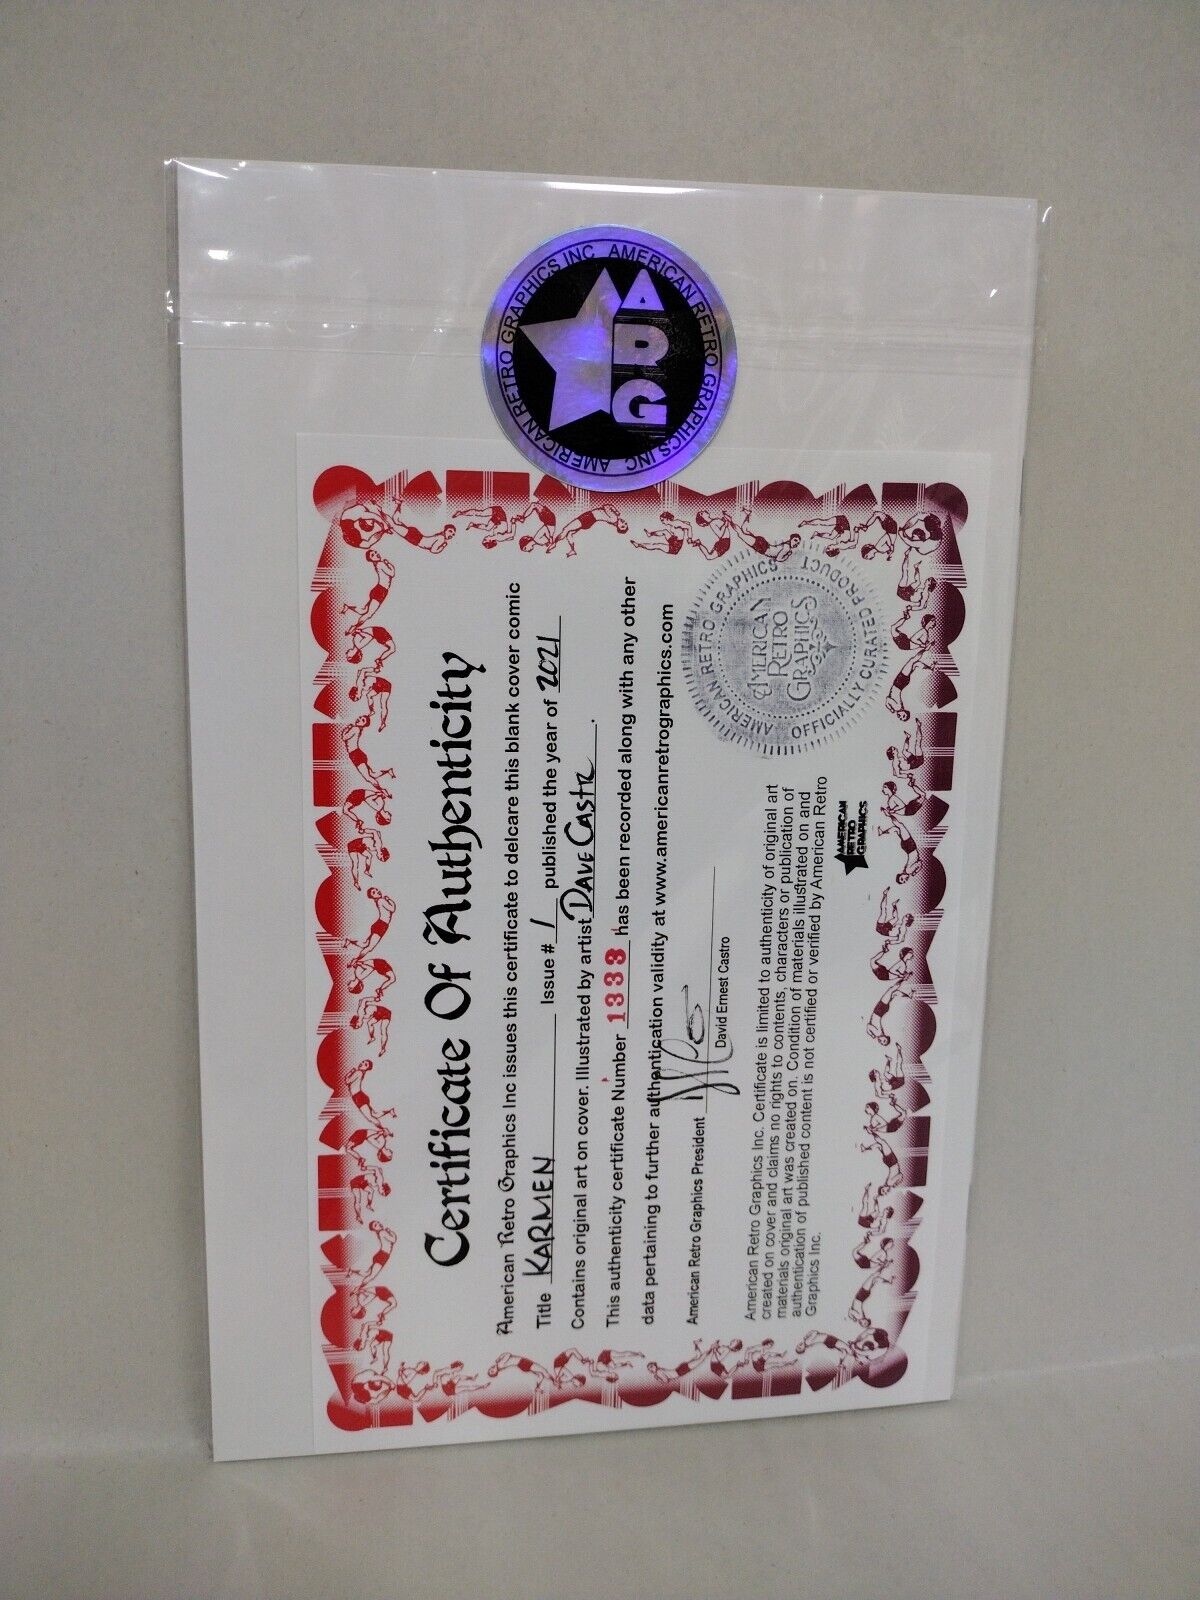 AMERICAN RETRO GRAPHICS INC AMERICAN RETRO GRAPHICS INC
ARG
Certificate Of Authenticity
American Retro Graphics Inc issues this certificate to delcare this blank cover comic
Title KARMEN Issue # 1 published the year of 2021
Contains original art on cover. Illustrated by artist DAVE CASTR.
This authenticity certificate Number 1333 has been recorded along with any other
data pertaining to further authentication validity at www.americanretrographics.com
American Retro Graphics President
David Ernest Castro
AMERICAN RETRO GRAPHICS
OFFICIALLY CURATED PRODUCT
AMERICAN
RETRO
GRAPHICS
American Retro Graphics Inc. Certificate is limited to authenticity of original art
created on cover and claims no rights to contents, characters or publication of
materials original art was created on. Condition of materials illustrated on and
authentication of published content is not certified or verified by American Retro
Graphics Inc.
AMERICAN
RETRO
GRAPHICS